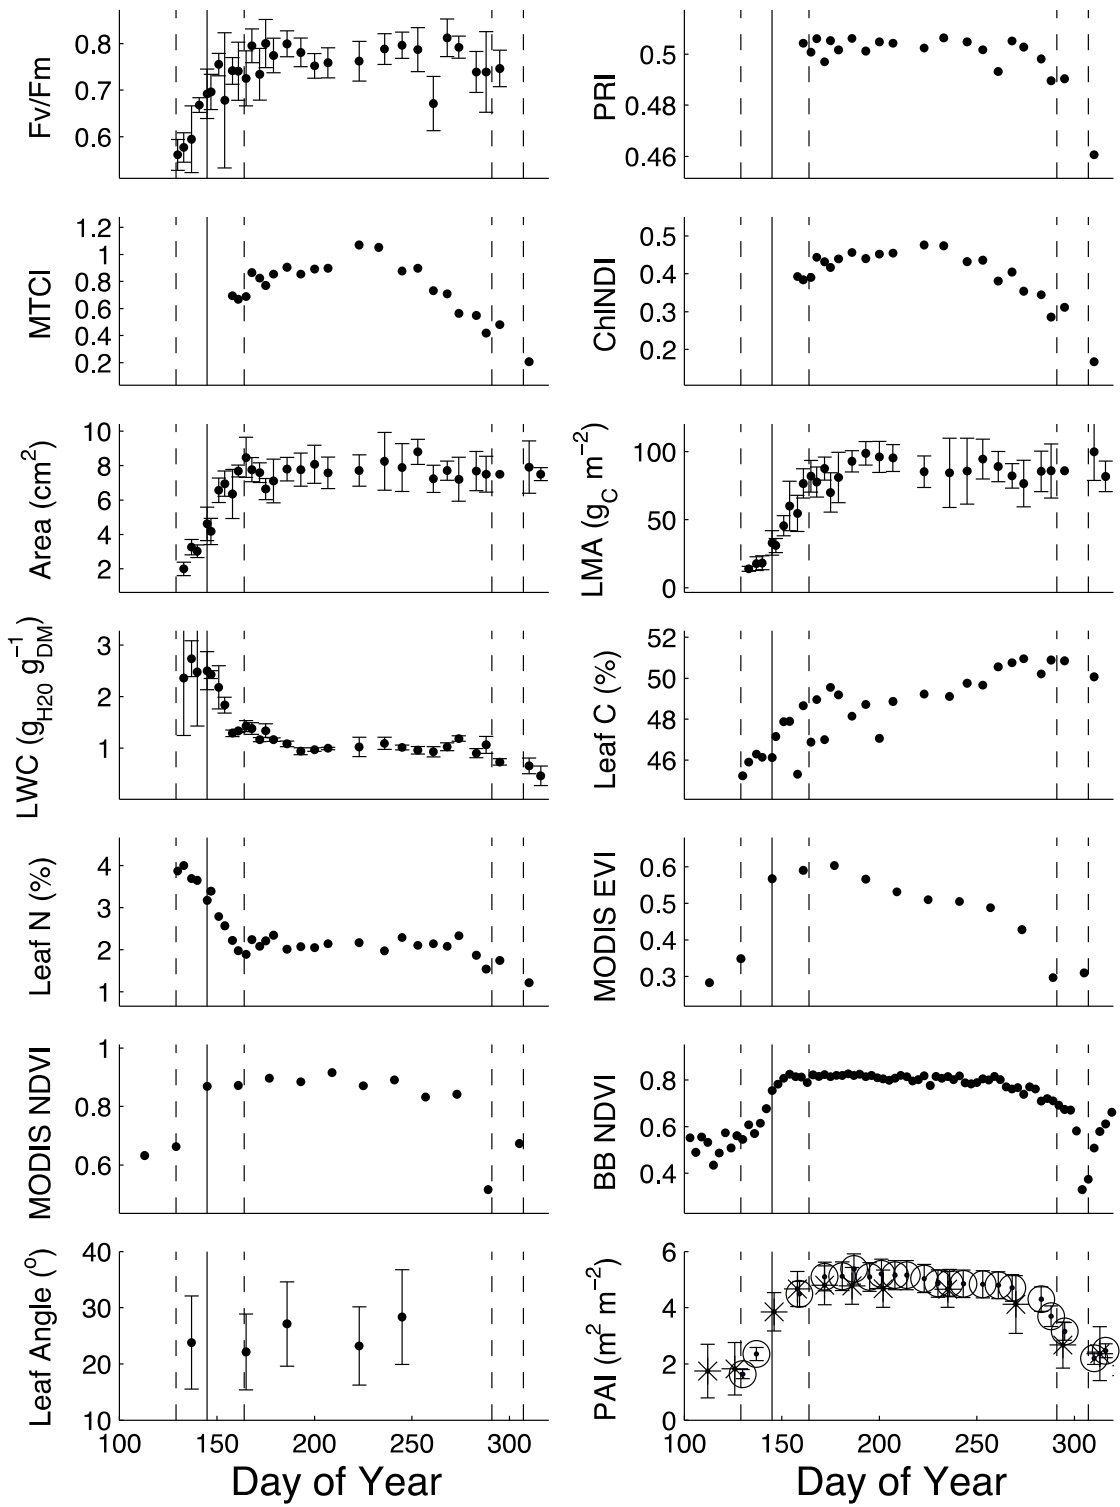 Fv/Fm
0.8
0.7
0.6
PRI
0.5
0.48
0.46
MTCI
1.2
1
0.8
0.6
0.4
0.2
ChlNDI
0.5
0.4
0.3
0.2
Area (cm2)
10
8
6
4
2
LMA (gC m−2)
100
50
0
LWC (gH20 g−1DM)
3
2
1
Leaf C (%)
52
50
48
46
Leaf N (%)
4
3
2
1
MODIS EVI
0.6
0.5
0.4
0.3
MODIS NDVI
1
0.8
0.6
BB NDVI
0.8
0.6
0.4
Leaf Angle (o)
40
30
20
10
100 150 200 250 300
Day of Year
PAI (m2 m−2)
6
4
2
0
100 150 200 250 300
Day of Year